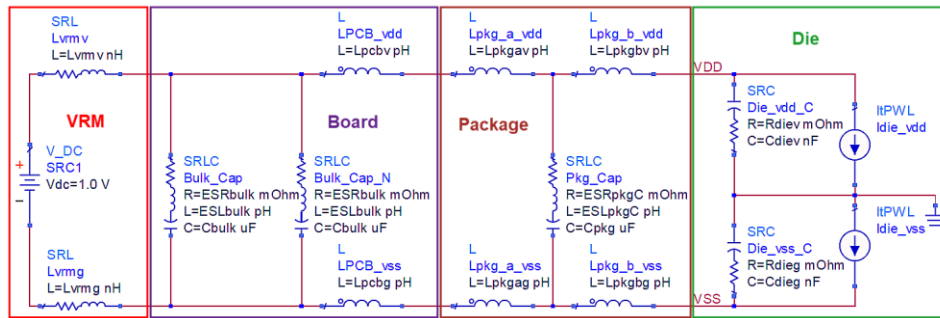 SRL
Lvrmv
L=Lvrmv nH
VRM
V_DC
SRC1
Vdc=1.0 V
+
−
SRL
Lvrmg
L=Lvrmg nH
L
LPCB_vdd
L=Lpcbv pH
Board
SRLC
Bulk_Cap
R=ESRbulk mOhm
L=ESLbulk pH
C=Cbulk uF
SRLC
Bulk_Cap_N
R=ESRbulk mOhm
L=ESLbulk pH
C=Cbulk uF
L
LPCB_vss
L=Lpcbg pH
L
Lpkg_a_vdd
L=Lpkgav pH
L
Lpkg_b_vdd
L=Lpkgbv pH
Package
SRLC
Pkg_Cap
R=ESRpkgC mOhm
L=ESLpkgC pH
C=Cpkg uF
L
Lpkg_a_vss
L=Lpkgag pH
L
Lpkg_b_vss
L=Lpkgbg pH
Die
VDD
SRC
Die_vdd_C
R=Rdiev mOhm
C=Cdiev nF
ItPWL
Idie_vdd
SRC
Die_vss_C
R=Rdieg mOhm
C=Cdieg nF
ItPWL
Idie_vss
VSS